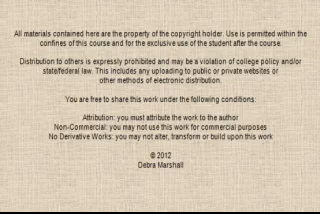 All materials contained here are the property of the copyright holder. Use is permitted within the
confines of this course and for the exclusive use of the student after the course.
Distribution to others is expressly prohibited and may be a violation of college policy and/or
state/federal law. This includes any uploading to public or private websites or
other methods of electronic distribution.
You are free to share this work under the following conditions:
Attribution: you must attribute the work to the author
Non-Commercial: you may not use this work for commercial purposes
No Derivative Works: you may not alter, transform or build upon this work
© 2012
Debra Marshall